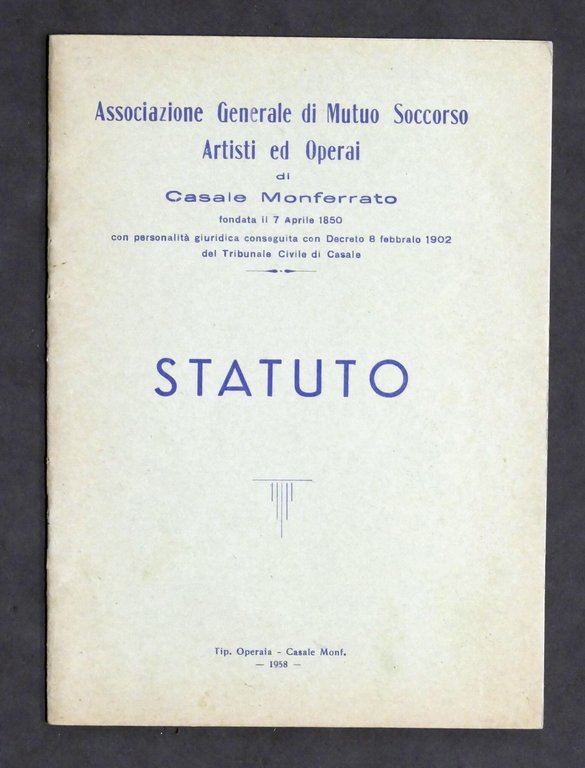 Associazione Generale di Mutuo Soccorso
Artisti ed Operai
di
Casale Monferrato
fondata il 7 Aprile 1850
con personalità giuridica conseguita con Decreto 8 febbraio 1902
del Tribunale Civile di Casale
STATUTO
Tip. Operaia - Casale Monf.
— 1958 —